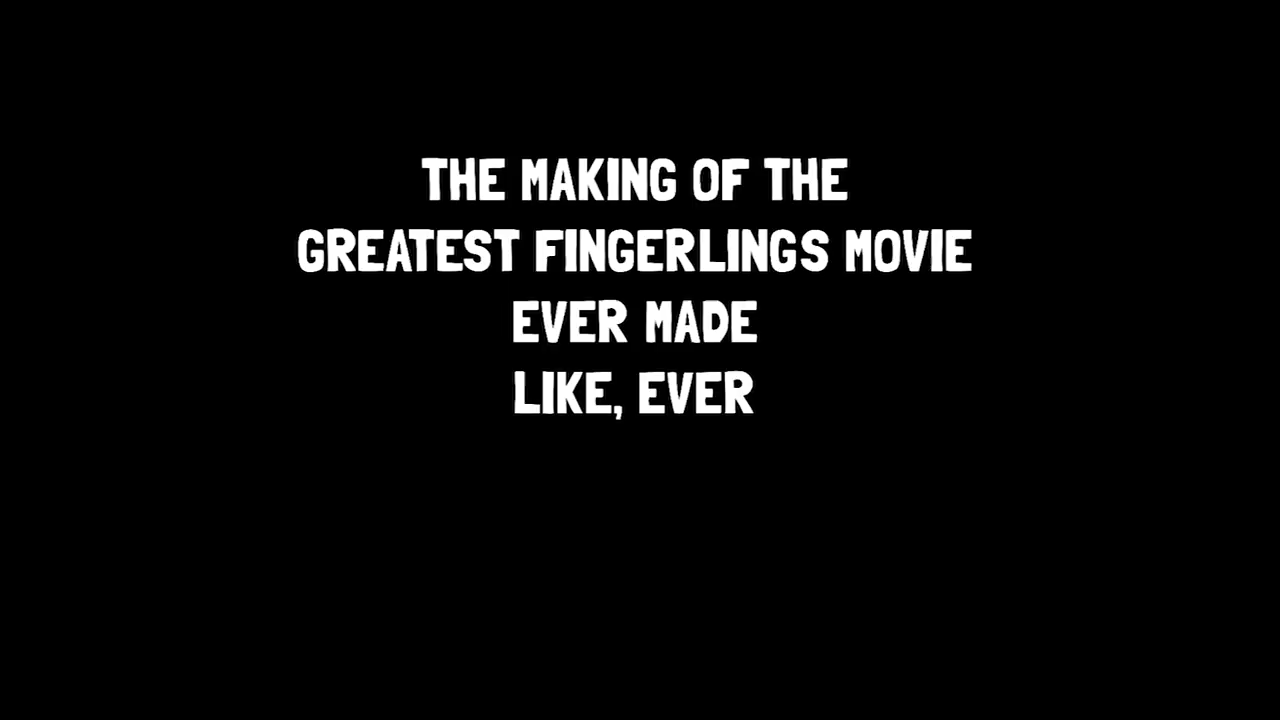 THE MAKING OF THE
GREATEST FINGERLINGS MOVIE
EVER MADE
LIKE, EVER